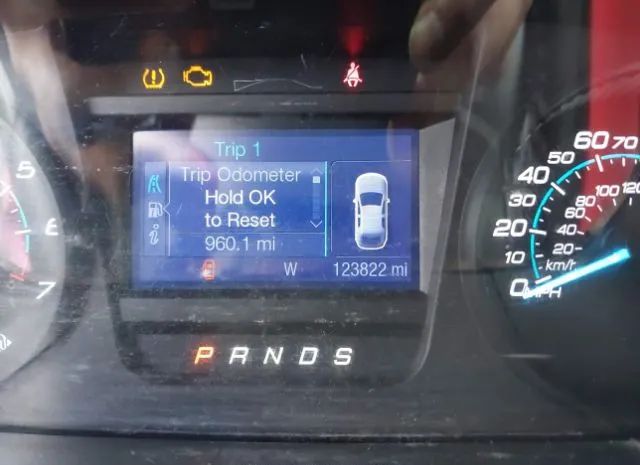 Trip 1
Trip Odometer
Hold OK
to Reset
960.1 mi
W 123822 mi
P R N D S
5
6
7
0 10 20 30 40 50 60 70
20 40 60 80 100 120
km/h
MPH